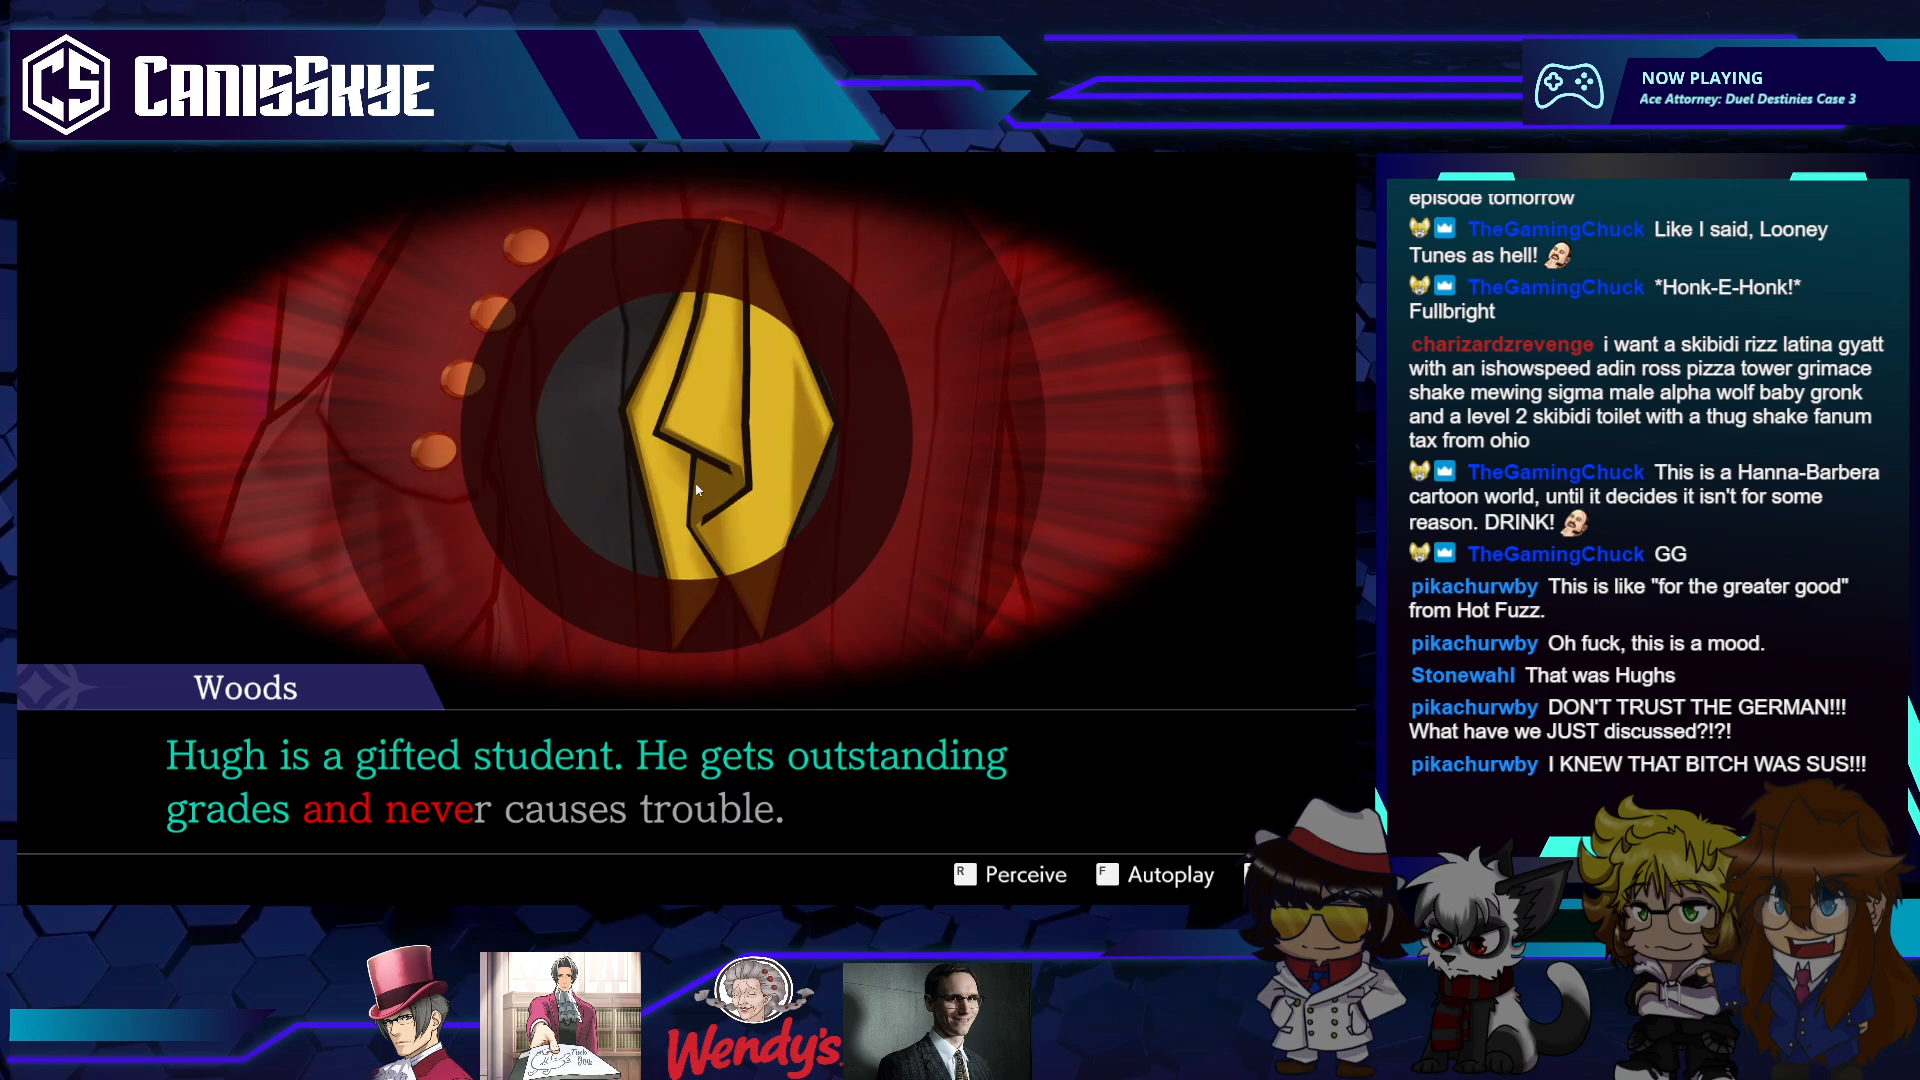 CS CANISSKYE
NOW PLAYING
Ace Attorney: Duel Destinies Case 3
episode tomorrow
TheGamingChuck Like I said, Looney
Tunes as hell!
TheGamingChuck *Honk-E-Honk!*
Fullbright
charizardzrevenge i want a skibidi rizz latina gyatt
with an ishowspeed adin ross pizza tower grimace
shake mewing sigma male alpha wolf baby gronk
and a level 2 skibidi toilet with a thug shake fanum
tax from ohio
TheGamingChuck This is a Hanna-Barbera
cartoon world, until it decides it isn't for some
reason. DRINK!
TheGamingChuck GG
pikachurwby This is like "for the greater good"
from Hot Fuzz.
pikachurwby Oh fuck, this is a mood.
Stonewahl That was Hughs
pikachurwby DON'T TRUST THE GERMAN!!!
What have we JUST discussed?!?!
pikachurwby I KNEW THAT BITCH WAS SUS!!!
Woods
Hugh is a gifted student. He gets outstanding
grades and never causes trouble.
R Perceive F Autoplay
Fuck
You
Wendy's